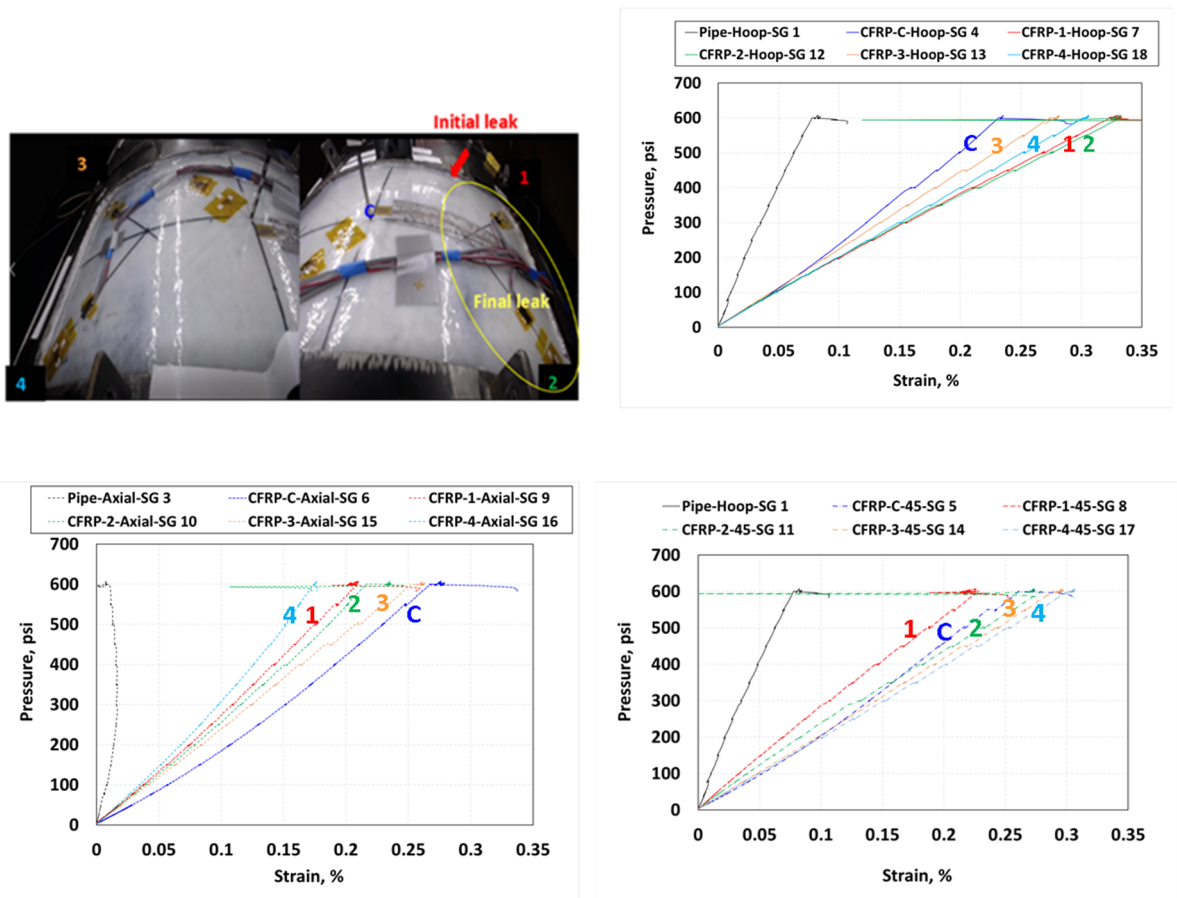 Initial leak
3
1
C
Final leak
4
2
Pipe-Hoop-SG 1 CFRP-C-Hoop-SG 4 CFRP-1-Hoop-SG 7
CFRP-2-Hoop-SG 12 CFRP-3-Hoop-SG 13 CFRP-4-Hoop-SG 18
700
600
500
400
300
200
100
0
Pressure, psi
C 3 4 1 2
0 0.05 0.1 0.15 0.2 0.25 0.3 0.35
Strain, %
Pipe-Axial-SG 3 CFRP-C-Axial-SG 6 CFRP-1-Axial-SG 9
CFRP-2-Axial-SG 10 CFRP-3-Axial-SG 15 CFRP-4-Axial-SG 16
700
600
500
400
300
200
100
0
Pressure, psi
4 1 2 3 C
0 0.05 0.1 0.15 0.2 0.25 0.3 0.35
Strain, %
Pipe-Hoop-SG 1 CFRP-C-45-SG 5 CFRP-1-45-SG 8
CFRP-2-45-SG 11 CFRP-3-45-SG 14 CFRP-4-45-SG 17
700
600
500
400
300
200
100
0
Pressure, psi
1 C 2 3 4
0 0.05 0.1 0.15 0.2 0.25 0.3 0.35
Strain, %